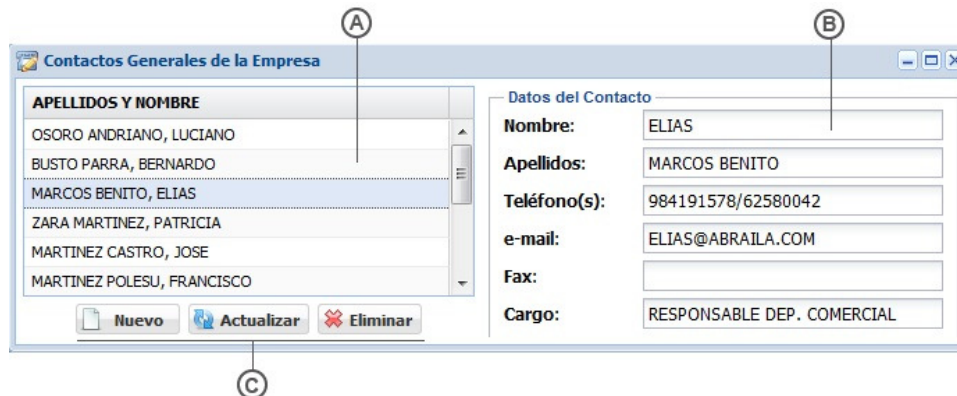 A
B
Contactos Generales de la Empresa
APELLIDOS Y NOMBRE
OSORO ANDRIANO, LUCIANO
BUSTO PARRA, BERNARDO
MARCOS BENITO, ELIAS
ZARA MARTINEZ, PATRICIA
MARTINEZ CASTRO, JOSE
MARTINEZ POLESU, FRANCISCO
Nuevo Actualizar Eliminar
C
Datos del Contacto
Nombre: ELIAS
Apellidos: MARCOS BENITO
Teléfono(s): 984191578/62580042
e-mail: ELIAS@ABRAILA.COM
Fax:
Cargo: RESPONSABLE DEP. COMERCIAL